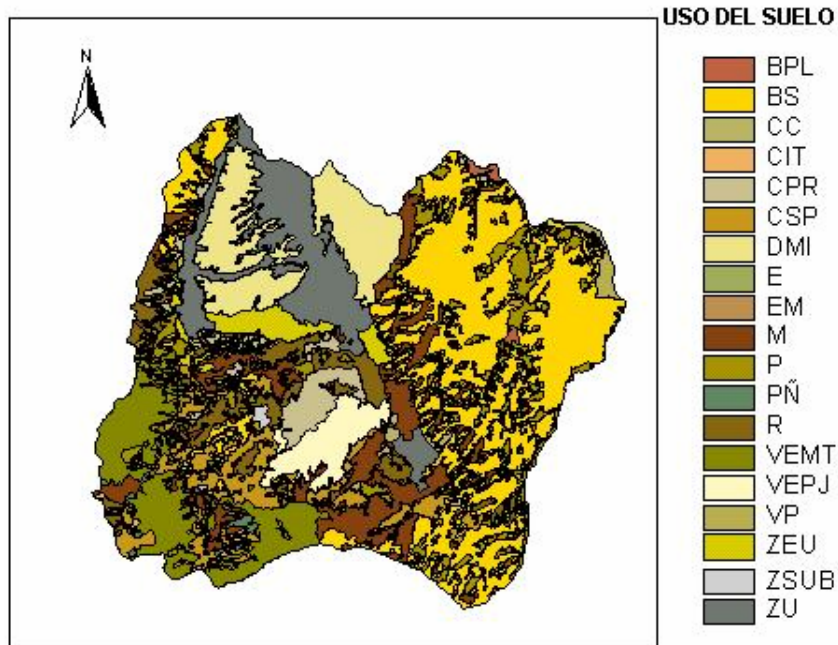 USO DEL SUELO
N
BPL
BS
CC
CIT
CPR
CSP
DMI
E
EM
M
P
PÑ
R
VEMT
VEPJ
VP
ZEU
ZSUB
ZU